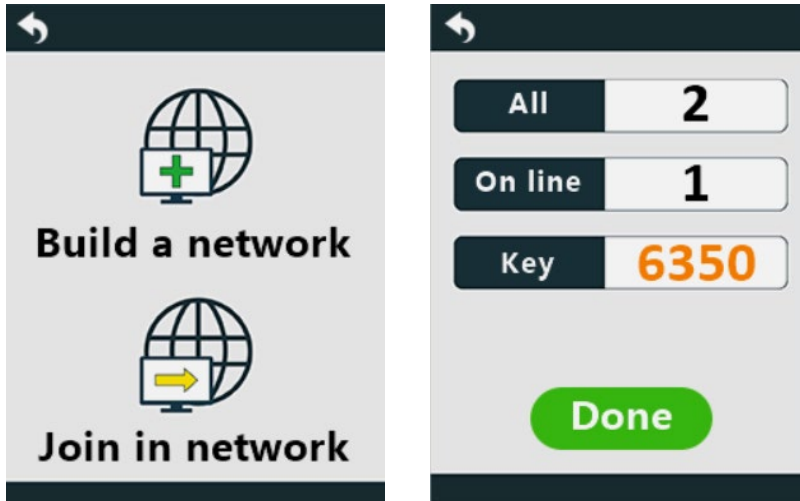 Build a network
Join in network
All 2
On line 1
Key 6350
Done